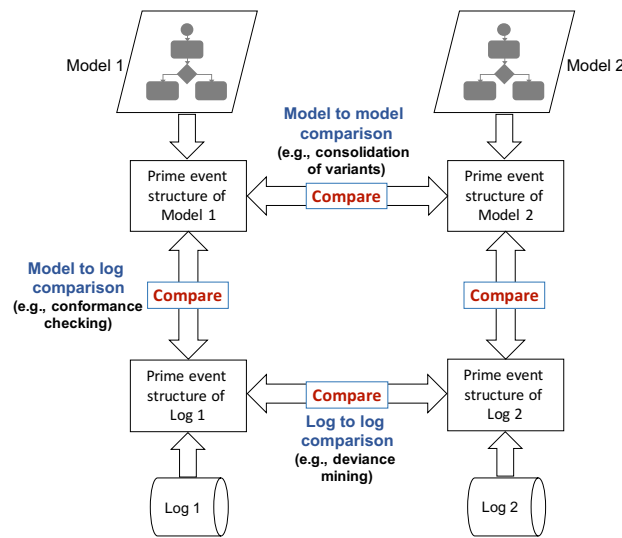 Model 1
Model 2
Model to model
comparison
(e.g., consolidation
of variants)
Prime event
structure of
Model 1
Compare
Prime event
structure of
Model 2
Model to log
comparison
(e.g., conformance
checking)
Compare
Compare
Prime event
structure of
Log 1
Compare
Prime event
structure of
Log 2
Log to log
comparison
(e.g., deviance
mining)
Log 1
Log 2